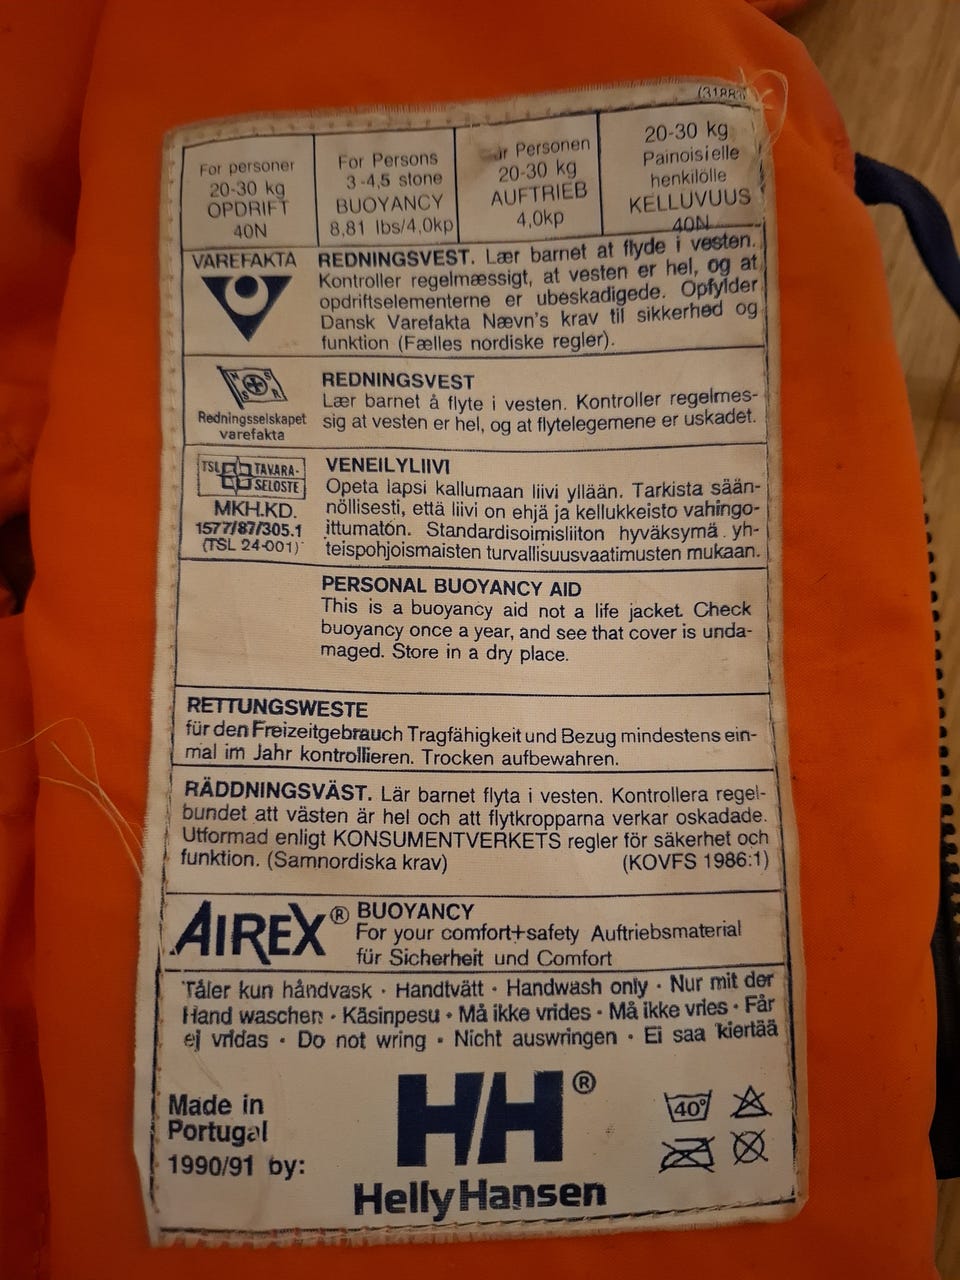 (31883
For personer
20-30 kg
OPDRIFT
40N
For Persons
3-4,5 stone
BUOYANCY
8,81 lbs/4,0kp
Personen
20-30 kg
AUFTRIEB
4,0kp
20-30 kg
Painoisielle
henkilölle
KELLUVUUS
40N
VAREFAKTA
REDNINGSVEST. Lær barnet at flyde i vesten.
Kontroller regelmæssigt, at vesten er hel, og at
opdriftselementerne er ubeskadigede. Opfylder
Dansk Varefakta Nævn's krav til sikkerhed og
funktion (Fælles nordiske regler).
N S S R
Redningsselskapet
varefakta
REDNINGSVEST
Lær barnet å flyte i vesten. Kontroller regelmes-
sig at vesten er hel, og at flytelegemene er uskadet.
TSL TAVARA-
SELOSTE
MKH.KD.
1577/87/305.1
(TSL 24-001)
VENEILYLIIVI
Opeta lapsi kallumaan liivi yllään. Tarkista sään-
nöllisesti, että liivi on ehjä ja kellukkeisto vahingo-
ittumatón. Standardisoimisliiton hyväksymä. yh-
teispohjoismaisten turvallisuusvaatimusten mukaan.
PERSONAL BUOYANCY AID
This is a buoyancy aid not a life jacket. Check
buoyancy once a year, and see that cover is unda-
maged. Store in a dry place.
RETTUNGSWESTE
für den Freizeitgebrauch Tragfähigkeit und Bezug mindestens ein-
mal im Jahr kontrollieren. Trocken aufbewahren.
RÄDDNINGSVÄST. Lär barnet flyta i vesten. Kontrollera regel-
bundet att västen är hel och att flytkropparna verkar oskadade.
Utformad enligt KONSUMENTVERKETS regler för säkerhet och
funktion. (Samnordiska krav) (KOVFS 1986:1)
AIREX® BUOYANCY
For your comfort+safety Auftriebsmaterial
für Sicherheit und Comfort
Tåler kun håndvask · Handtvätt · Handwash only · Nur mit der
Hand waschen · Käsinpesu · Må ikke vrides · Må ikke vries · Får
ej vridas · Do not wring · Nicht auswringen · Ei saa kiertää
Made in
Portugal
1990/91 by:
HH®
Helly Hansen
40°